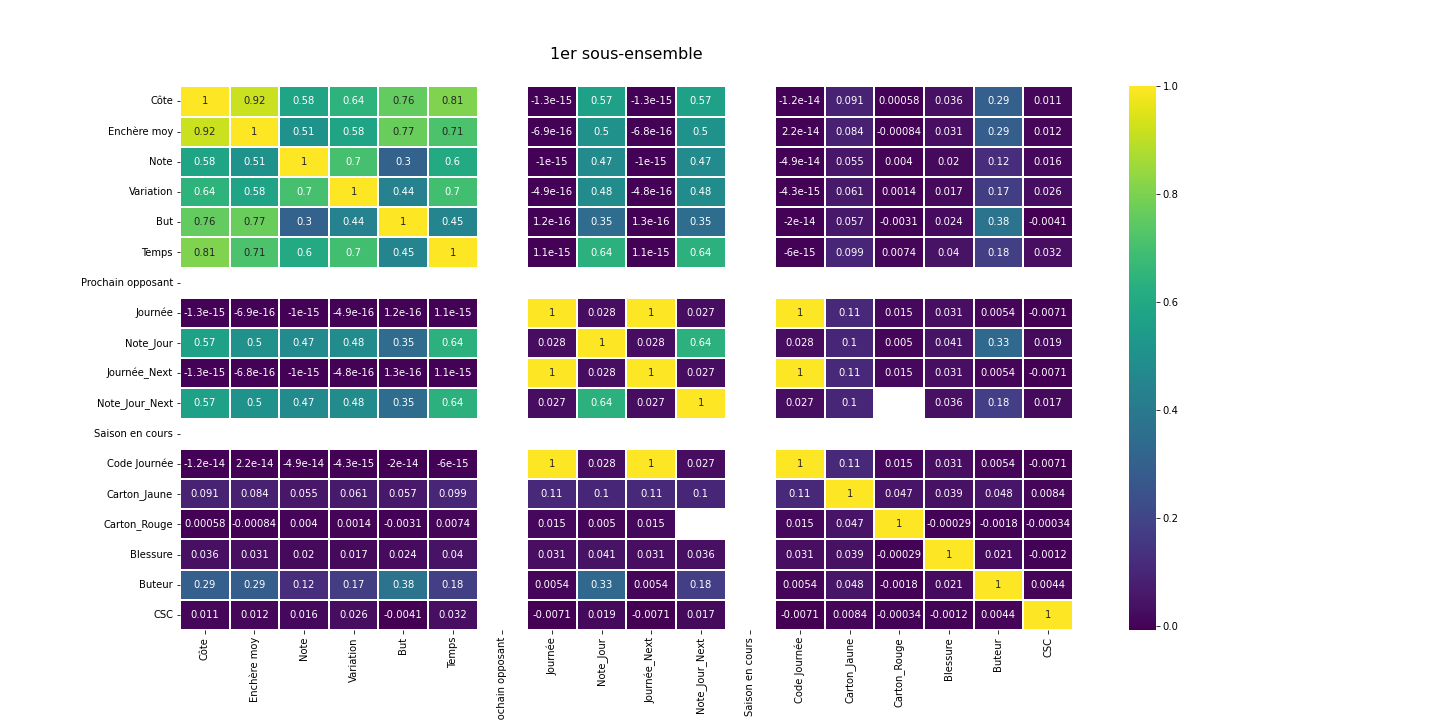 1er sous-ensemble
Côte 1 0.92 0.58 0.64 0.76 0.81 -1.3e-15 0.57 -1.3e-15 0.57 -1.2e-14 0.091 0.00058 0.036 0.29 0.011 1.0
Enchère moy 0.92 1 0.51 0.58 0.77 0.71 -6.9e-16 0.5 -6.8e-16 0.5 2.2e-14 0.084 -0.00084 0.031 0.29 0.012
Note 0.58 0.51 1 0.7 0.3 0.6 -1e-15 0.47 -1e-15 0.47 -4.9e-14 0.055 0.004 0.02 0.12 0.016
Variation 0.64 0.58 0.7 1 0.44 0.7 -4.9e-16 0.48 -4.8e-16 0.48 -4.3e-15 0.061 0.0014 0.017 0.17 0.026 0.8
But 0.76 0.77 0.3 0.44 1 0.45 1.2e-16 0.35 1.3e-16 0.35 -2e-14 0.057 -0.0031 0.024 0.38 -0.0041
Temps 0.81 0.71 0.6 0.7 0.45 1 1.1e-15 0.64 1.1e-15 0.64 -6e-15 0.099 0.0074 0.04 0.18 0.032
Prochain opposant
Journée -1.3e-15 -6.9e-16 -1e-15 -4.9e-16 1.2e-16 1.1e-15 1 0.028 1 0.027 1 0.11 0.015 0.031 0.0054 -0.0071 0.6
Note_Jour 0.57 0.5 0.47 0.48 0.35 0.64 0.028 1 0.028 0.64 0.028 0.1 0.005 0.041 0.33 0.019
Journée_Next -1.3e-15 -6.8e-16 -1e-15 -4.8e-16 1.3e-16 1.1e-15 1 0.028 1 0.027 1 0.11 0.015 0.031 0.0054 -0.0071
Note_Jour_Next 0.57 0.5 0.47 0.48 0.35 0.64 0.027 0.64 0.027 1 0.027 0.1 0.036 0.18 0.017 0.4
Saison en cours
Code Journée -1.2e-14 2.2e-14 -4.9e-14 -4.3e-15 -2e-14 -6e-15 1 0.028 1 0.027 1 0.11 0.015 0.031 0.0054 -0.0071
Carton_Jaune 0.091 0.084 0.055 0.061 0.057 0.099 0.11 0.1 0.11 0.1 0.11 1 0.047 0.039 0.048 0.0084
Carton_Rouge 0.00058 -0.00084 0.004 0.0014 -0.0031 0.0074 0.015 0.005 0.015 0.015 0.047 1 -0.00029 -0.0018 -0.00034 0.2
Blessure 0.036 0.031 0.02 0.017 0.024 0.04 0.031 0.041 0.031 0.036 0.031 0.039 -0.00029 1 0.021 -0.0012
Buteur 0.29 0.29 0.12 0.17 0.38 0.18 0.0054 0.33 0.0054 0.18 0.0054 0.048 -0.0018 0.021 1 0.0044
CSC 0.011 0.012 0.016 0.026 -0.0041 0.032 -0.0071 0.019 -0.0071 0.017 -0.0071 0.0084 -0.00034 -0.0012 0.0044 1 0.0
Côte
Enchère moy
Note
Variation
But
Temps
ochain opposant
Journée
Note_Jour
Journée_Next
Note_Jour_Next
Saison en cours
Code Journée
Carton_Jaune
Carton_Rouge
Blessure
Buteur
CSC